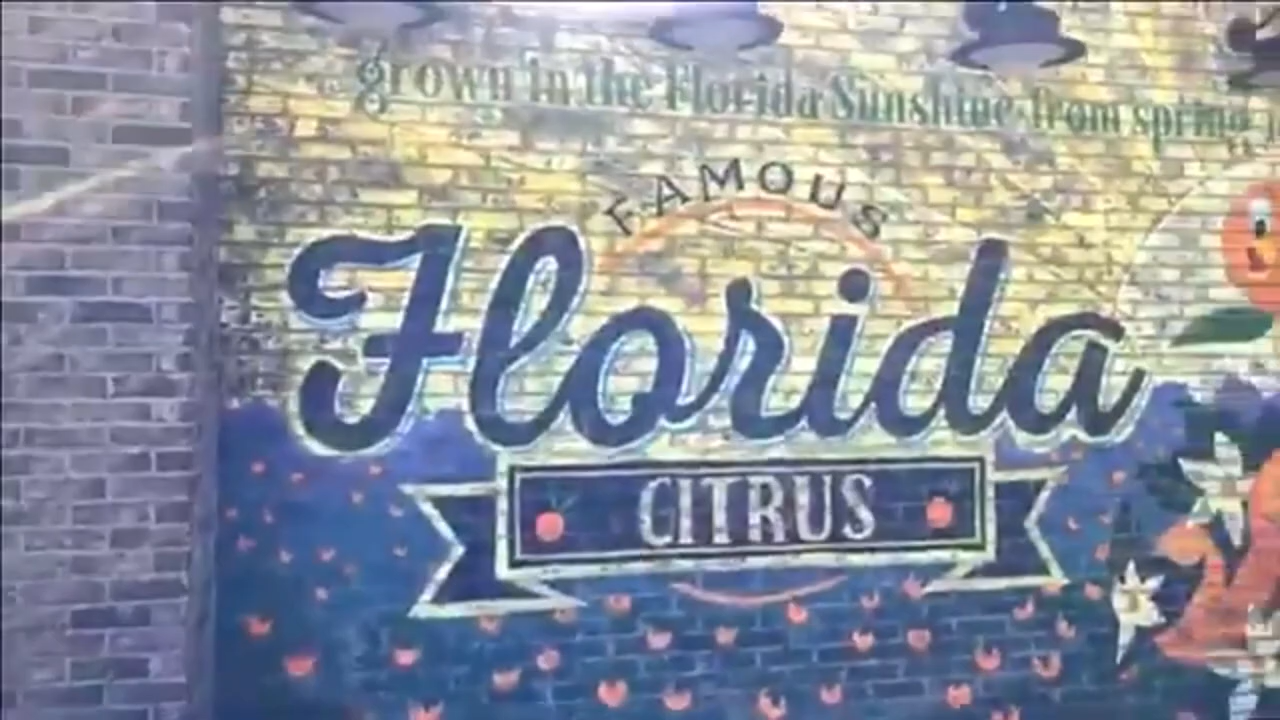 grown in the Florida Sunshine from spring
FAMOUS
Florida
CITRUS